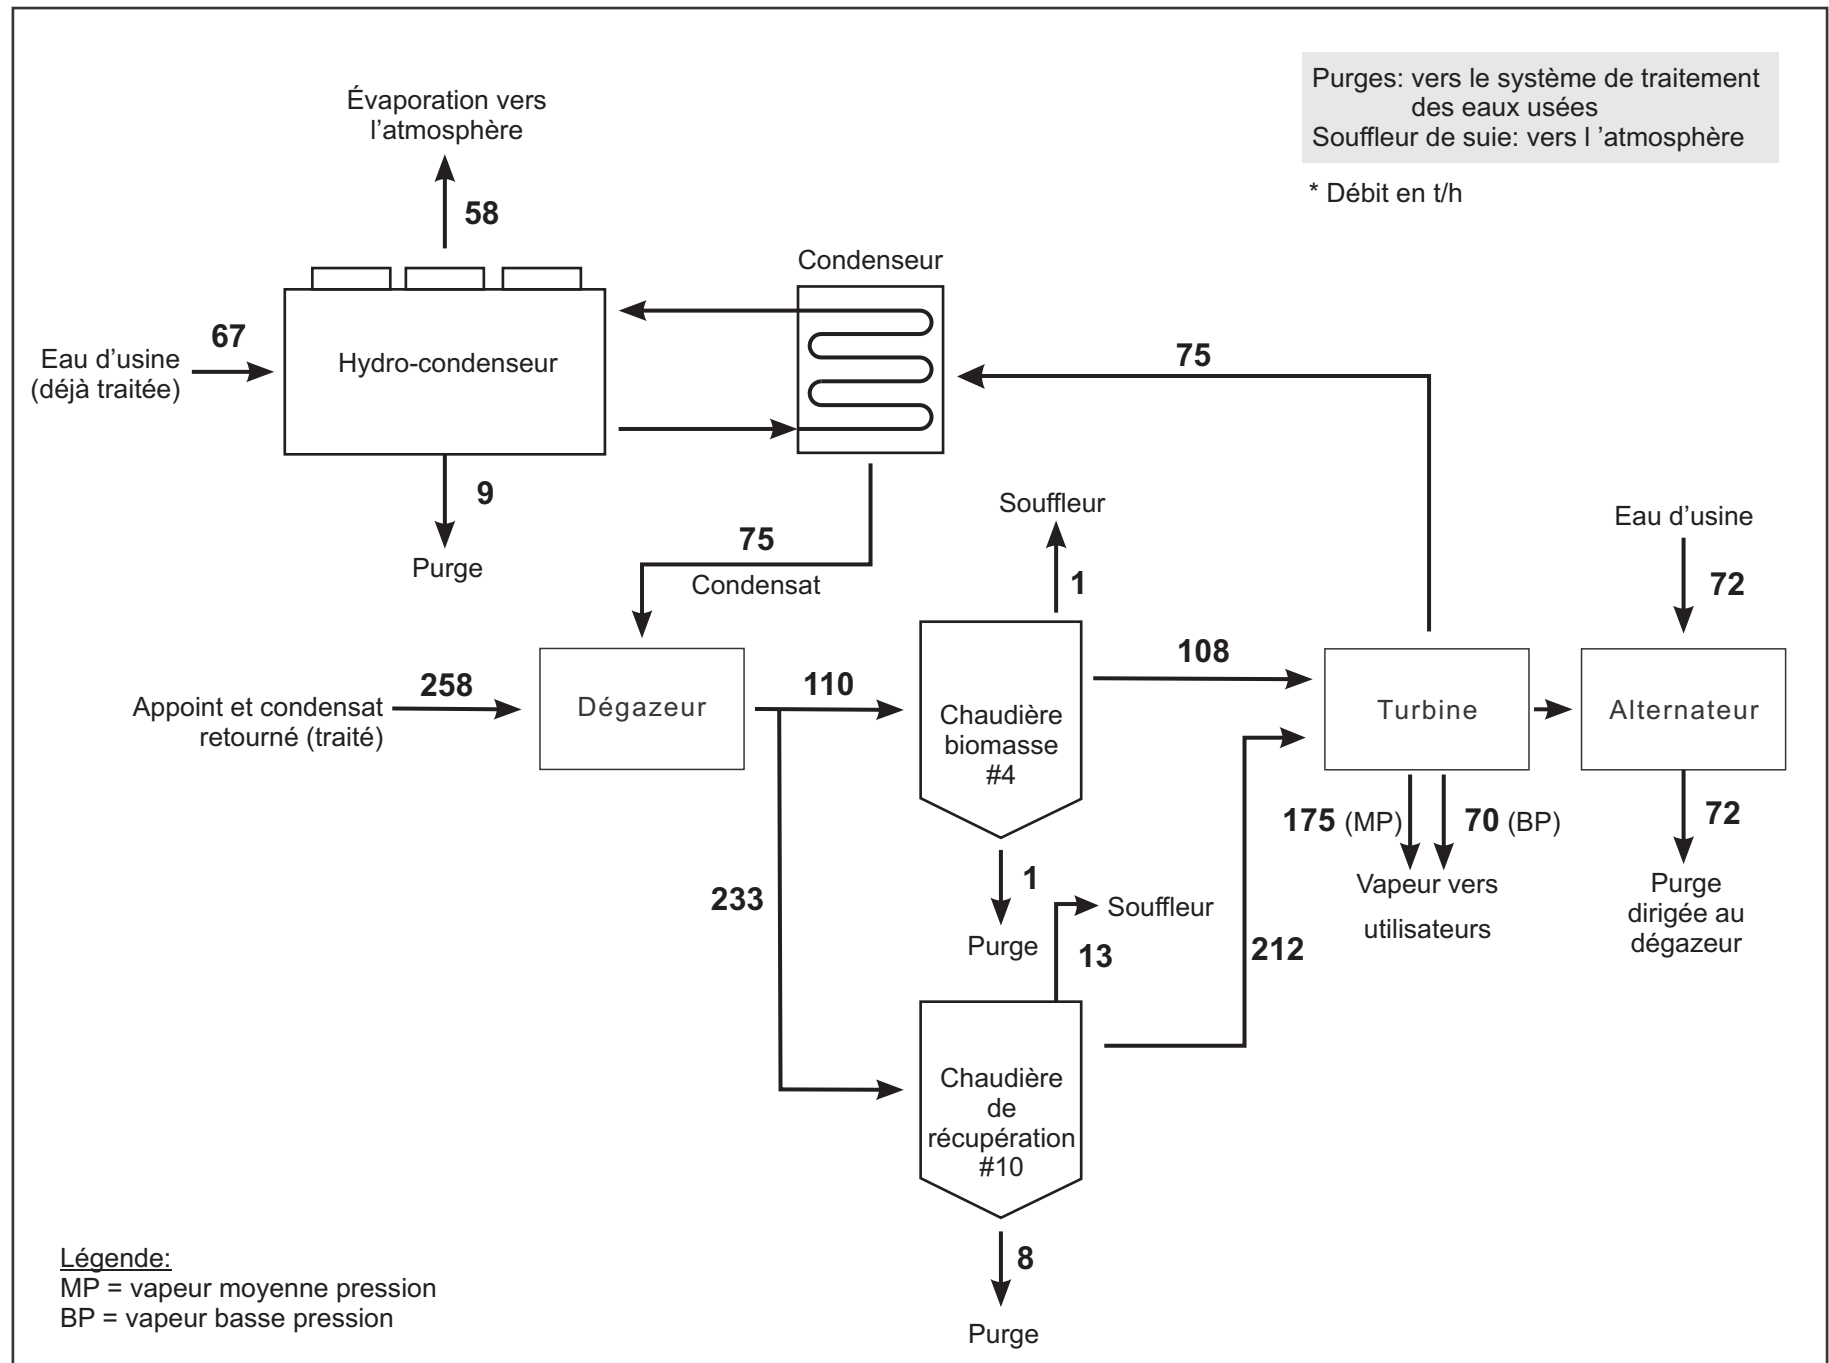 Purges: vers le système de traitement
des eaux usées
Souffleur de suie: vers l ’atmosphère
* Débit en t/h
Évaporation vers
l’atmosphère
58
Condenseur
67
Eau d’usine
(déjà traitée)
Hydro-condenseur
75
9
Purge
75
Condensat
Souffleur
1
Eau d’usine
72
Appoint et condensat
retourné (traité)
258
Dégazeur
110
Chaudière
biomasse
#4
108
Turbine
Alternateur
175 (MP)
70 (BP)
72
Vapeur vers
utilisateurs
Purge
dirigée au
dégazeur
233
1
Purge
Souffleur
13
212
Chaudière
de
récupération
#10
8
Purge
Légende:
MP = vapeur moyenne pression
BP = vapeur basse pression